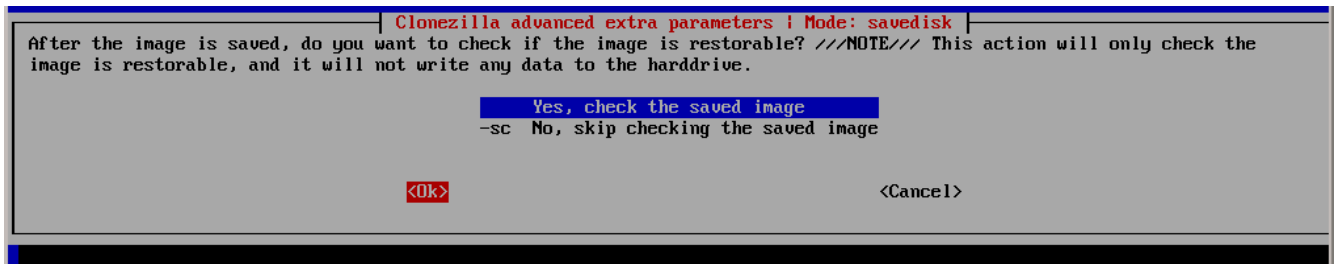 Clonezilla advanced extra parameters | Mode: savedisk
After the image is saved, do you want to check if the image is restorable? ///NOTE/// This action will only check the
image is restorable, and it will not write any data to the harddrive.
Yes, check the saved image
-sc No, skip checking the saved image
<Ok> <Cancel>